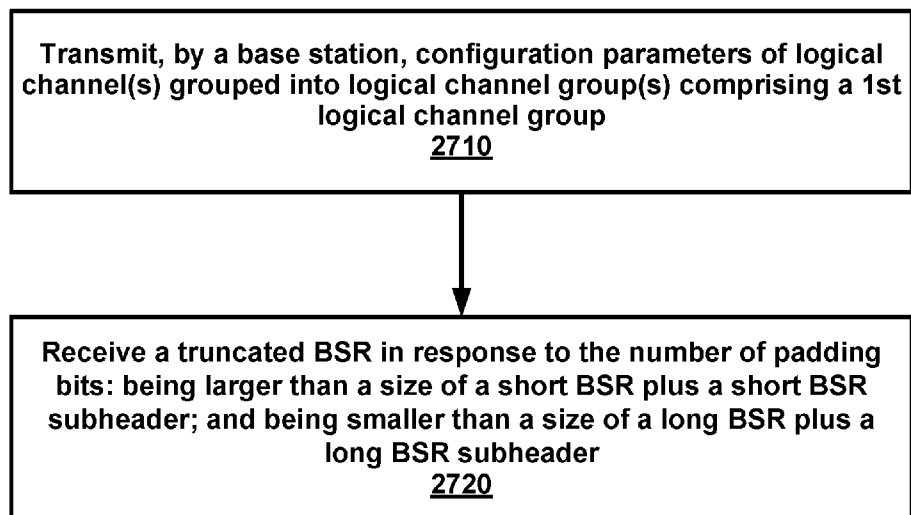 Transmit, by a base station, configuration parameters of logical
channel(s) grouped into logical channel group(s) comprising a 1st
logical channel group
2710
Receive a truncated BSR in response to the number of padding
bits: being larger than a size of a short BSR plus a short BSR
subheader; and being smaller than a size of a long BSR plus a
long BSR subheader
2720